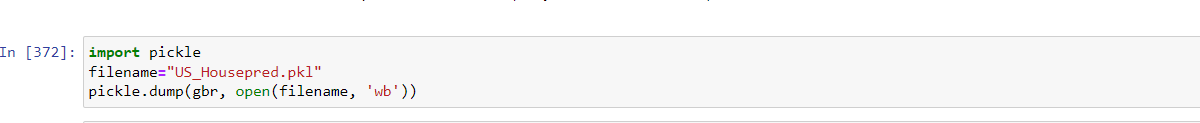 In [372]: import pickle
filename="US_Housepred.pkl"
pickle.dump(gbr, open(filename, 'wb'))